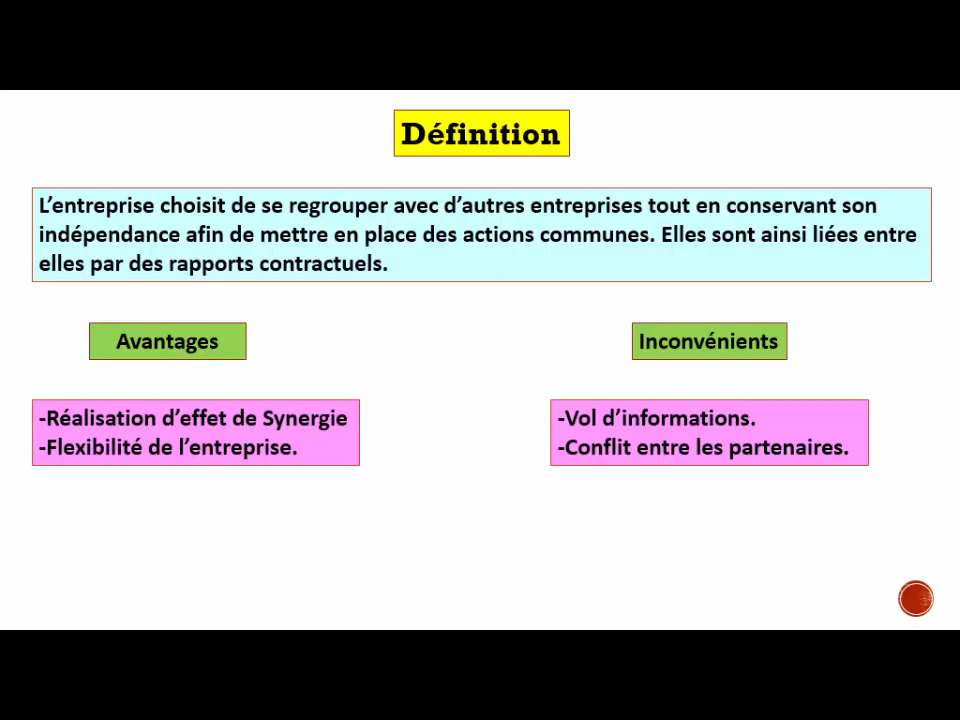 Définition
L’entreprise choisit de se regrouper avec d’autres entreprises tout en conservant son
indépendance afin de mettre en place des actions communes. Elles sont ainsi liées entre
elles par des rapports contractuels.
Avantages
Inconvénients
-Réalisation d’effet de Synergie
-Flexibilité de l’entreprise.
-Vol d’informations.
-Conflit entre les partenaires.